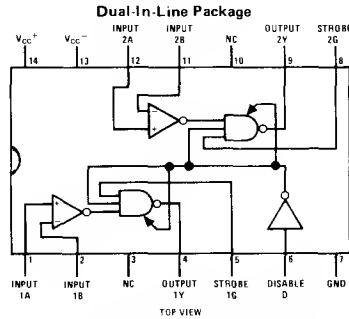 Dual-In-Line Package
VCC+
VCC−
INPUT 2A
INPUT 2B
NC
OUTPUT 2Y
STROBE 2G
14
13
12
11
10
9
8
−
+
+
−
1
2
3
4
5
6
7
INPUT 1A
INPUT 1B
NC
OUTPUT 1Y
STROBE 1G
DISABLE D
GND
TOP VIEW